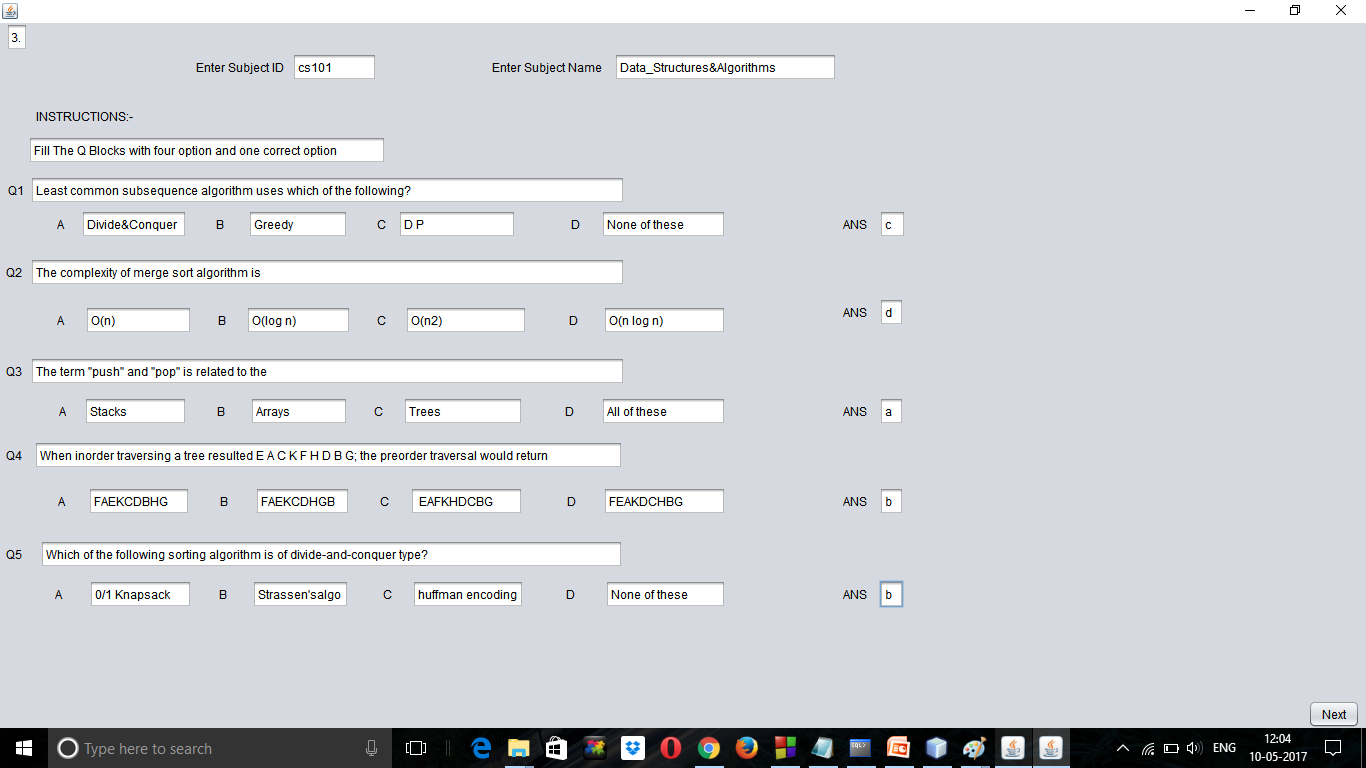 3.
Enter Subject ID cs101 Enter Subject Name Data_Structures&Algorithms
INSTRUCTIONS:-
Fill The Q Blocks with four option and one correct option
Q1 Least common subsequence algorithm uses which of the following?
A Divide&Conquer B Greedy C D P D None of these ANS c
Q2 The complexity of merge sort algorithm is
A O(n) B O(log n) C O(n2) D O(n log n) ANS d
Q3 The term "push" and "pop" is related to the
A Stacks B Arrays C Trees D All of these ANS a
Q4 When inorder traversing a tree resulted E A C K F H D B G; the preorder traversal would return
A FAEKCDBHG B FAEKCDHGB C EAFKHDCBG D FEAKDCHBG ANS b
Q5 Which of the following sorting algorithm is of divide-and-conquer type?
A 0/1 Knapsack B Strassen'salgo C huffman encoding D None of these ANS b
Next
Type here to search
SQL>
ENG
12:04
10-05-2017